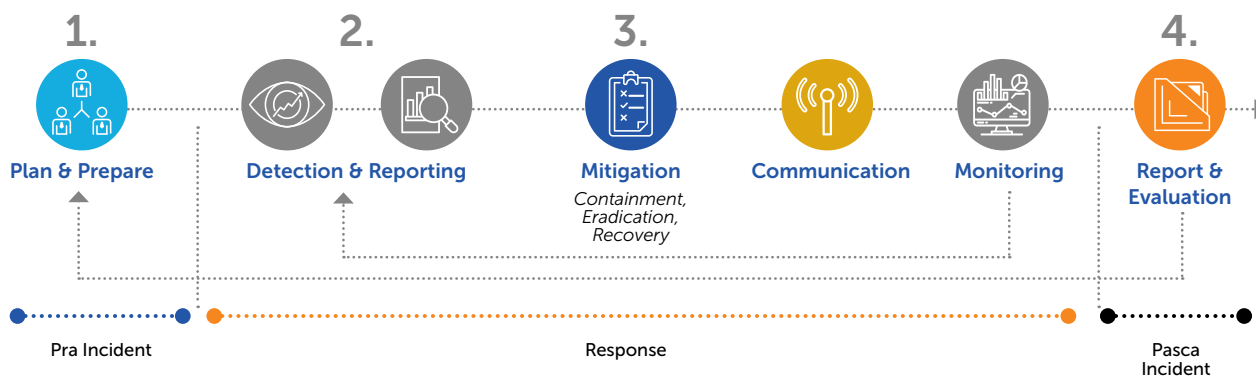 1.
2.
3.
4.
Plan & Prepare
Detection & Reporting
Mitigation
Containment,
Eradication,
Recovery
Communication
Monitoring
Report &
Evaluation
Pra Incident
Response
Pasca
Incident